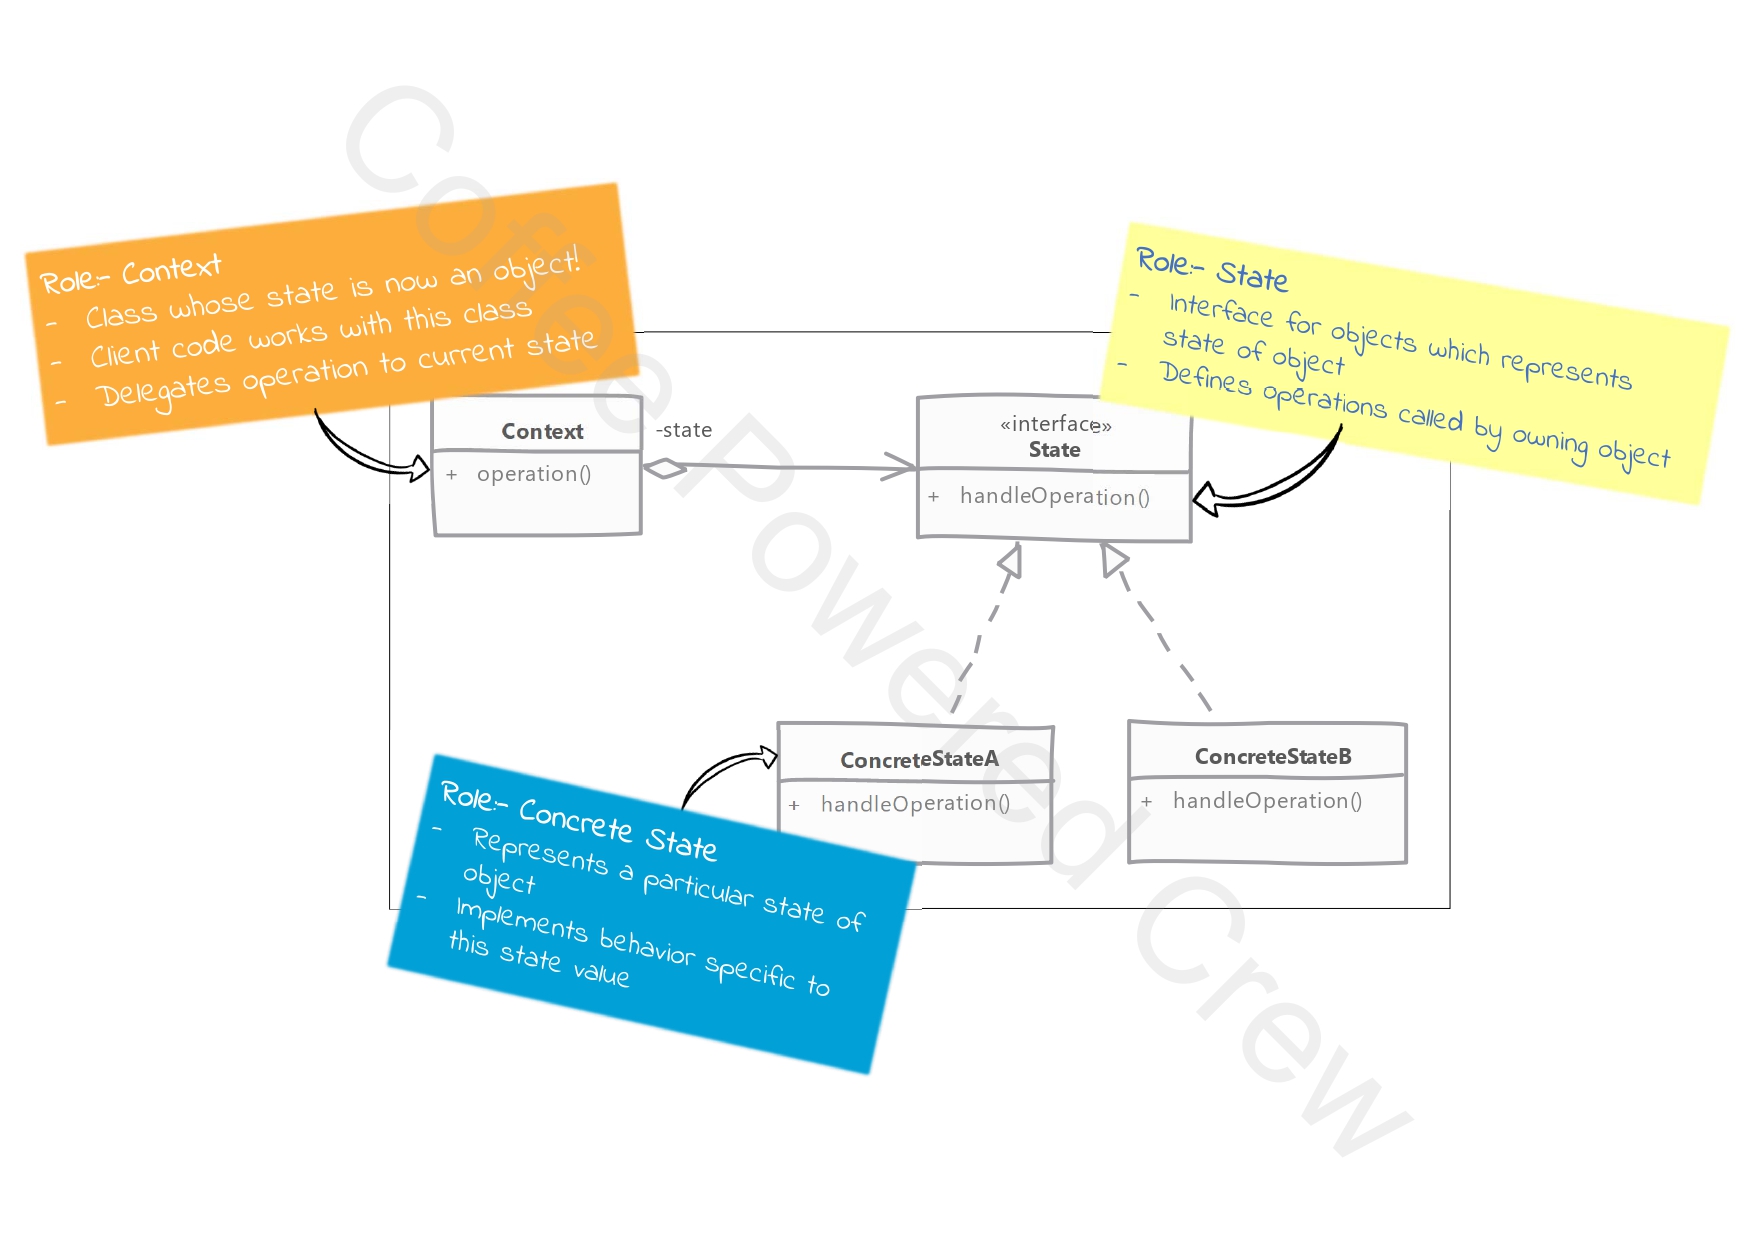 Role:- Context
- Class whose state is now an object!
- Client code works with this class
- Delegates operation to current state
Role:- State
- Interface for objects which represents
state of object
- Defines operations called by owning object
Context
+ operation()
-state
«interface»
State
+ handleOperation()
ConcreteStateA
+ handleOperation()
ConcreteStateB
+ handleOperation()
Role:- Concrete State
- Represents a particular state of
object
- Implements behavior specific to
this state value
Coffee Powered Crew